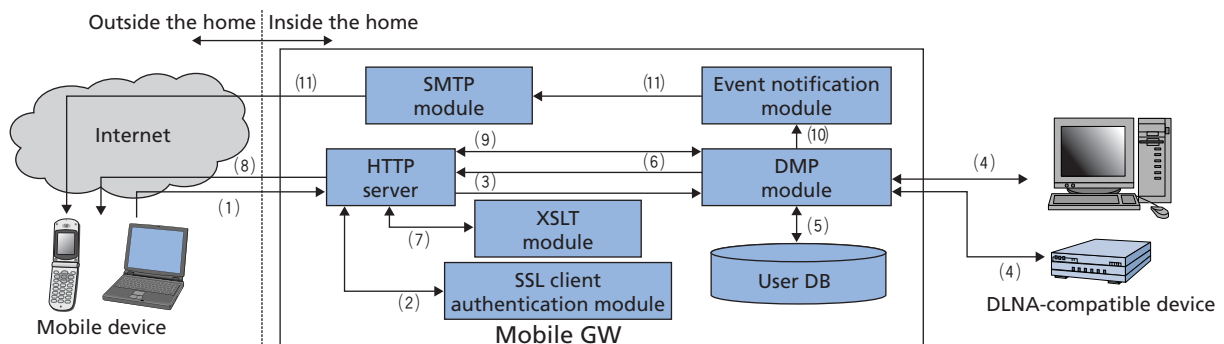 Outside the home
Inside the home
(11)
SMTP
module
(11)
Event notification
module
Internet
(9)
(10)
(8)
HTTP
server
(6)
(3)
DMP
module
(4)
(1)
(7)
XSLT
module
(5)
(2)
SSL client
authentication module
User DB
(4)
Mobile device
Mobile GW
DLNA-compatible device